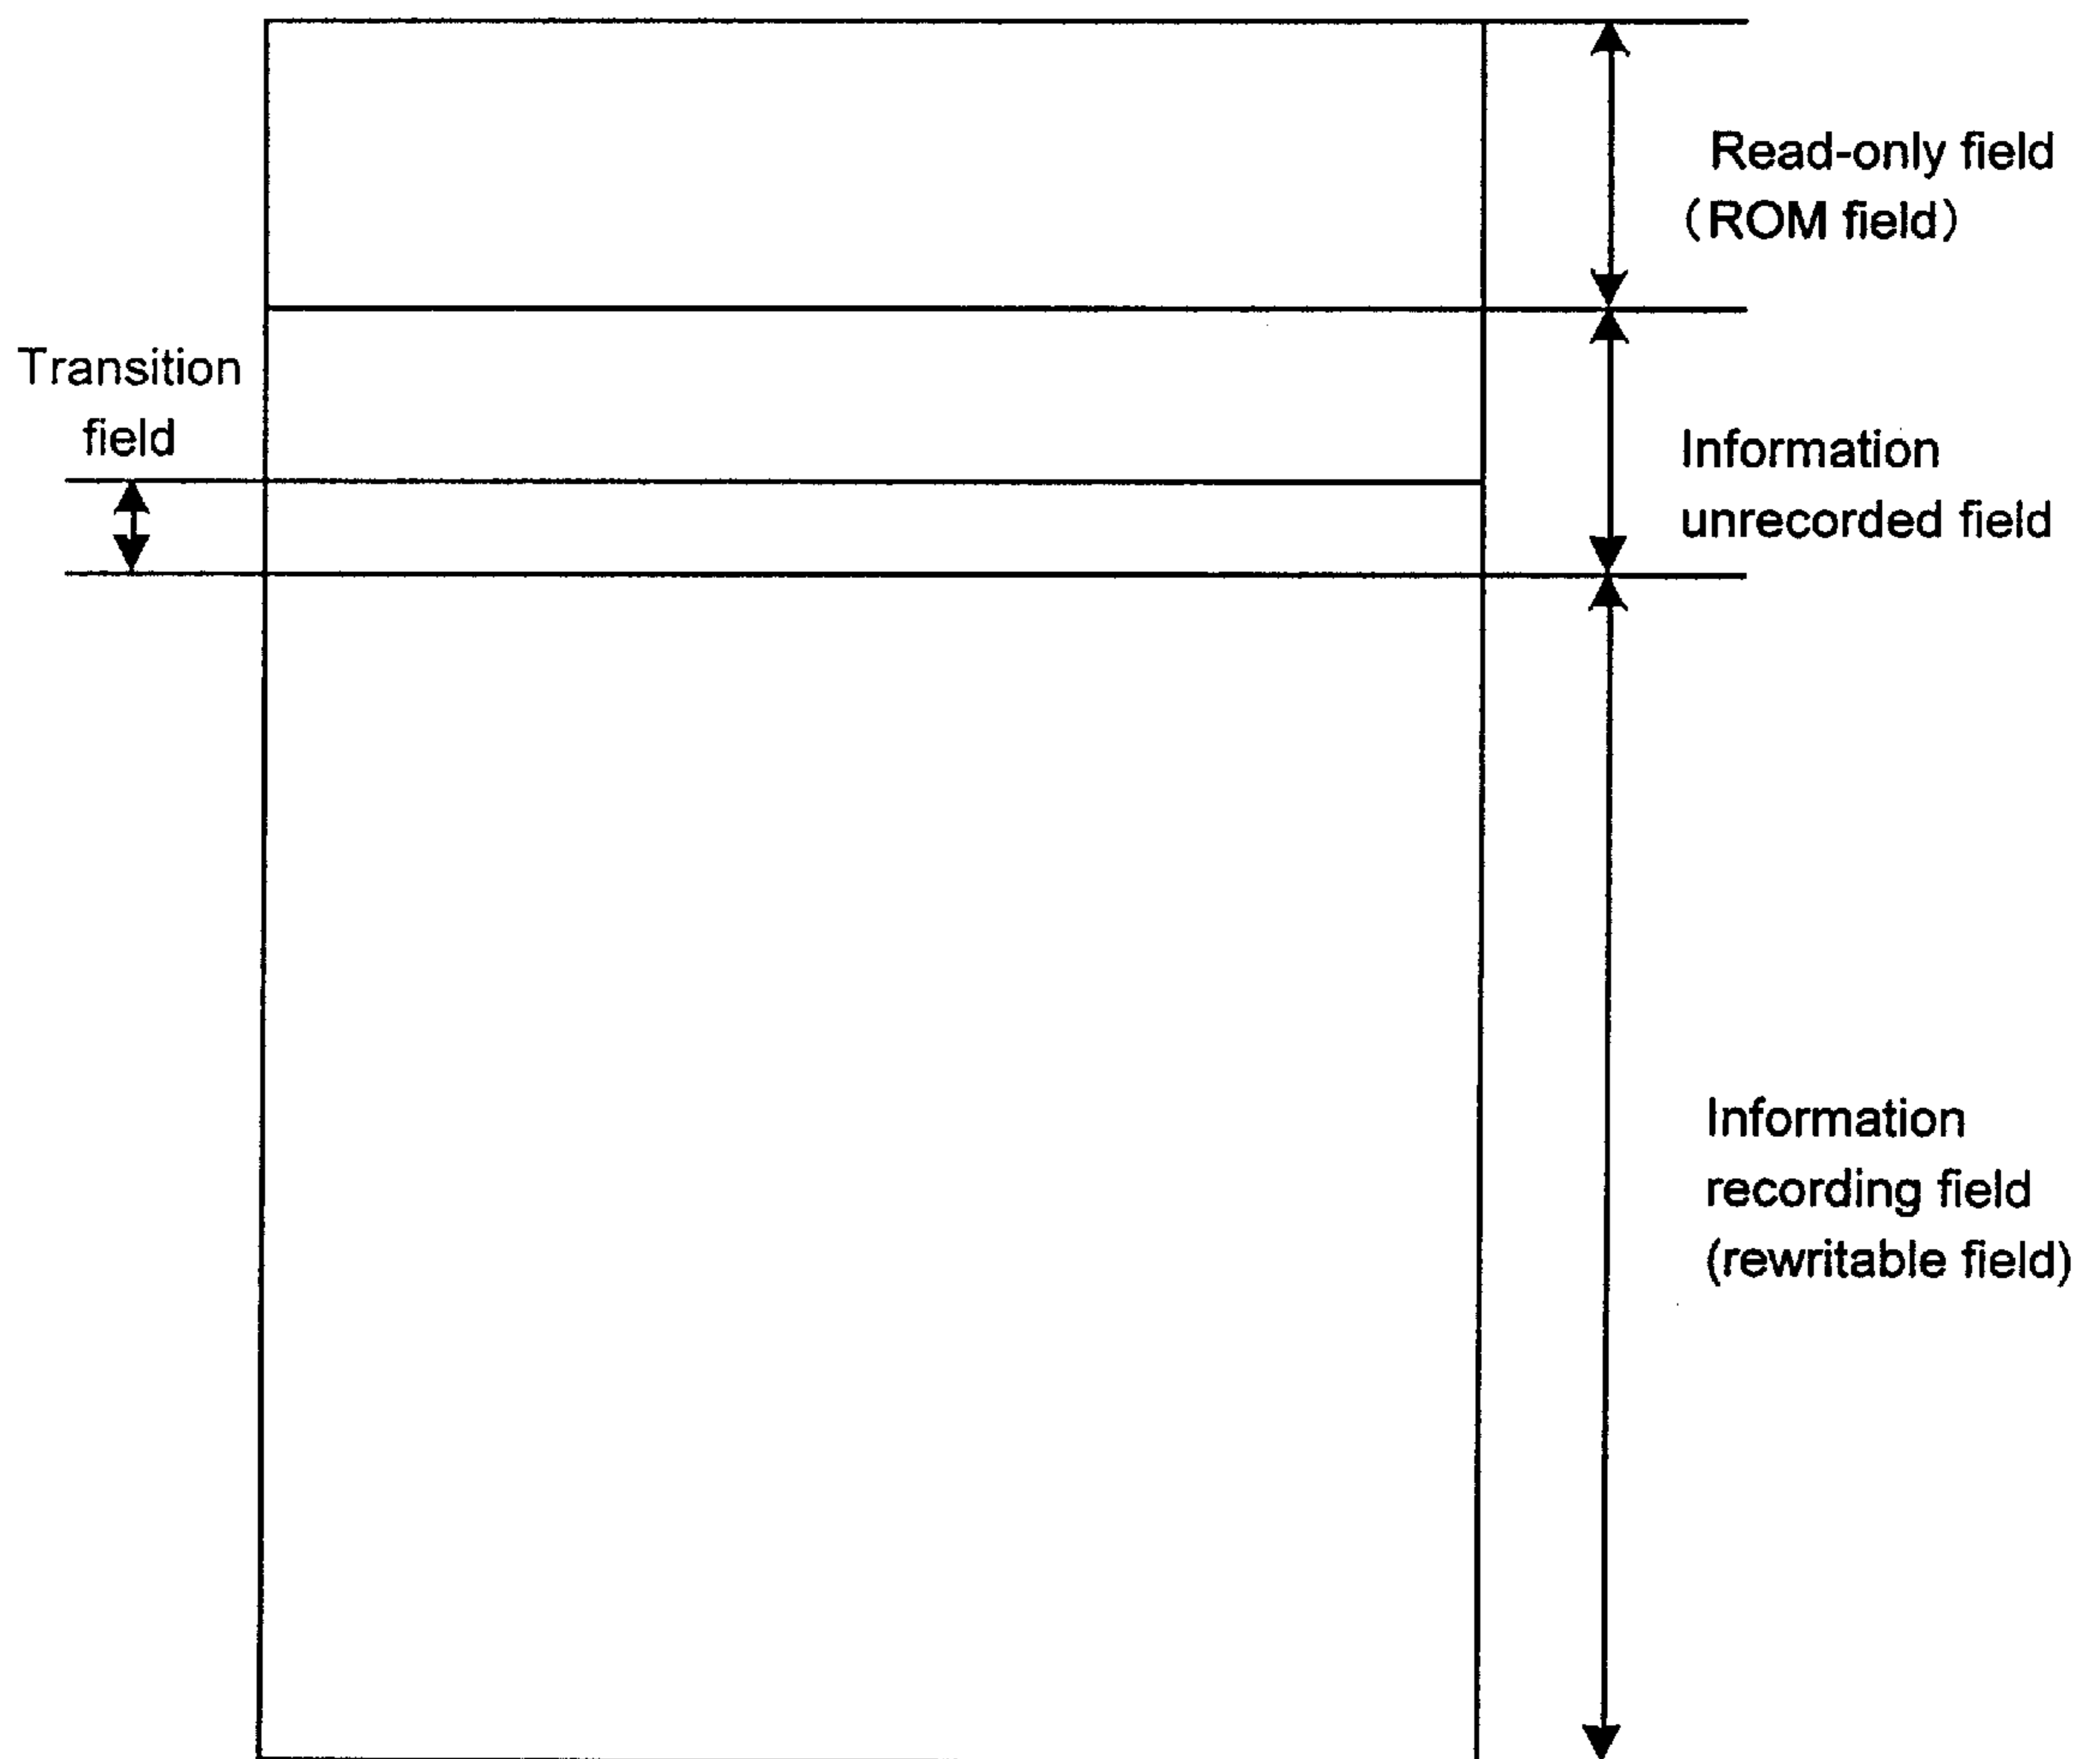 Read-only field
（ROM field）
Transition
field
Information
unrecorded field
Information
recording field
(rewritable field)